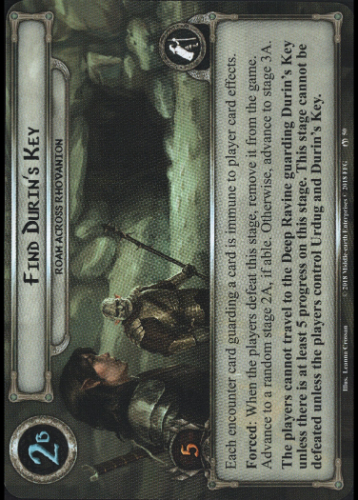 2B
FIND DURIN'S KEY
ROAM ACROSS RHOVANION
5
Each encounter card guarding a card is immune to player card effects.
Forced: When the players defeat this stage, remove it from the game.
Advance to a random stage 2A, if able. Otherwise, advance to stage 3A.
The players cannot travel to the Deep Ravine guarding Durin's Key
unless there is at least 5 progress on this stage. This stage cannot be
defeated unless the players control Urdug and Durin's Key.
Illus. Leanna Crossan © 2018 Middle-earth Enterprises © 2018 FFG 50